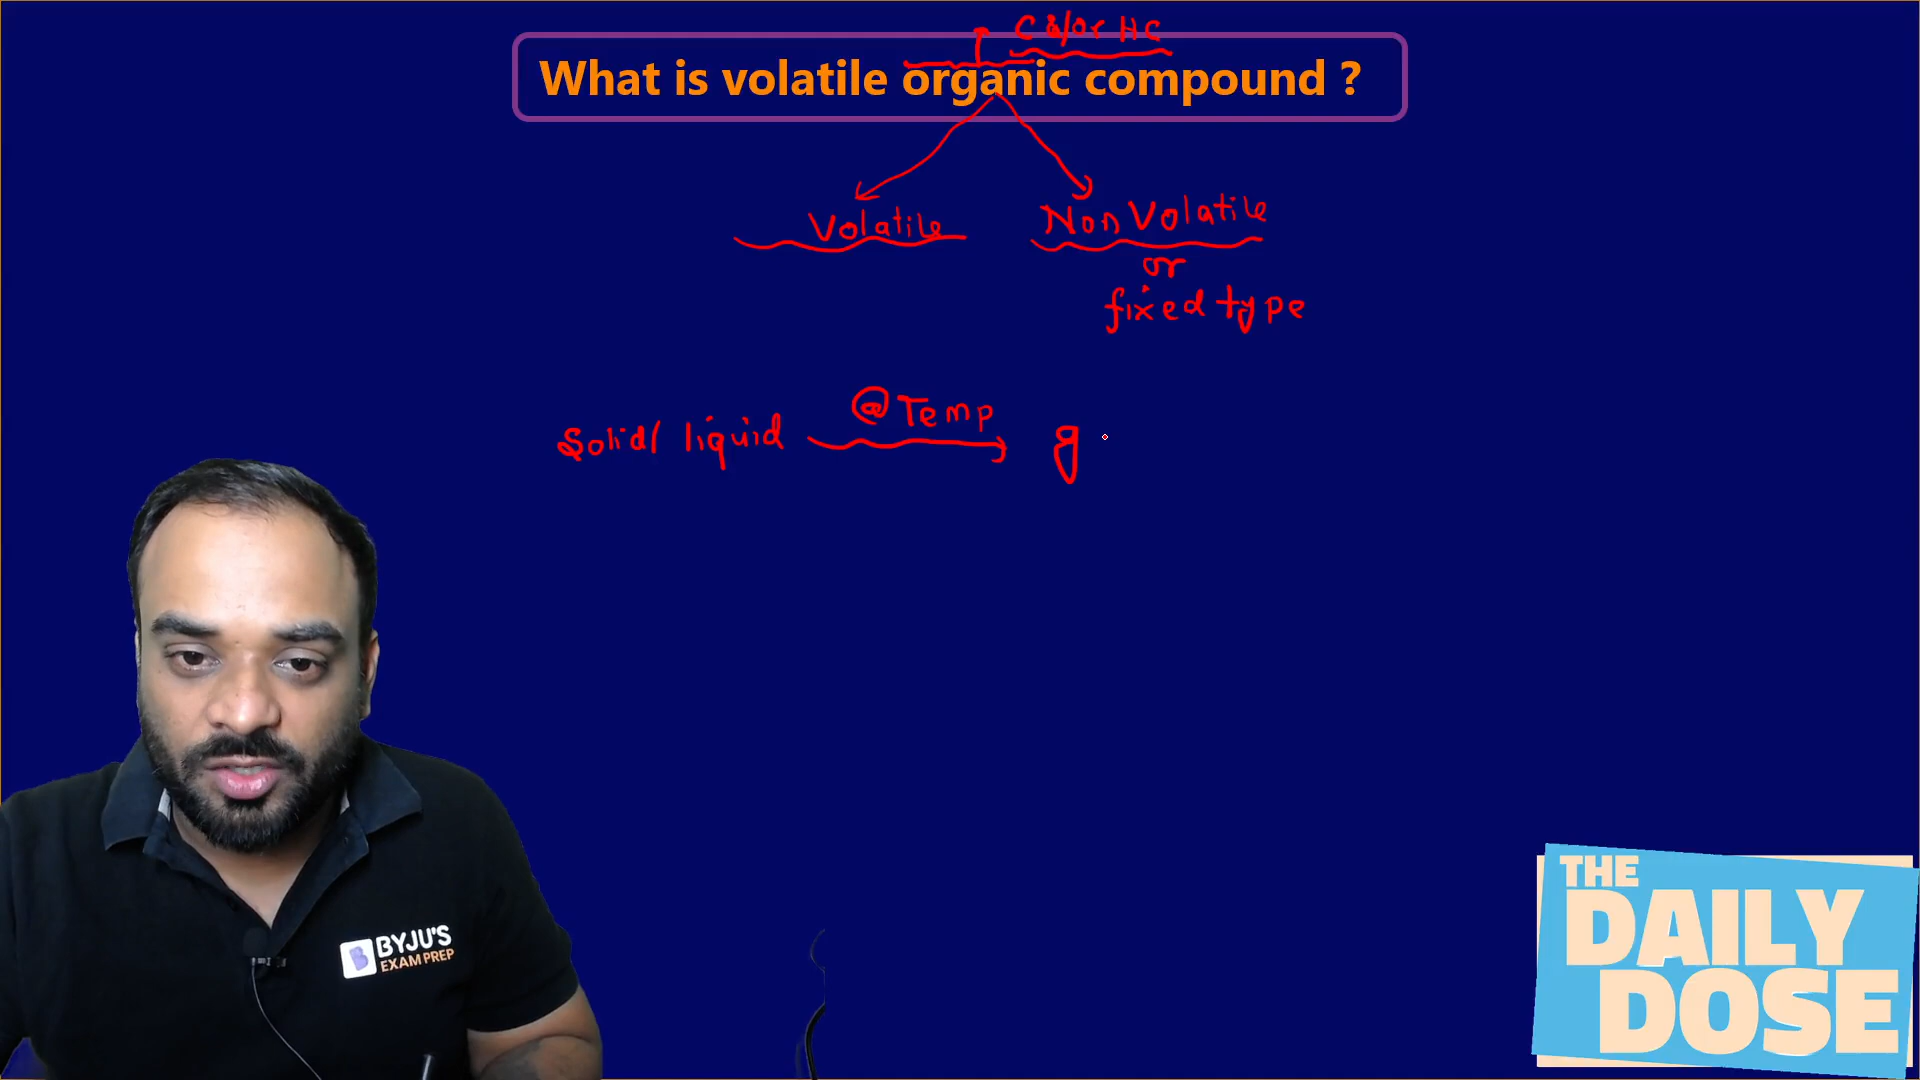 C &/or HC
What is volatile organic compound ?
Volatile
Non Volatile
or
fixed type
Solid/ liquid @Temp g
BYJU'S
EXAM PREP
THE
DAILY
DOSE